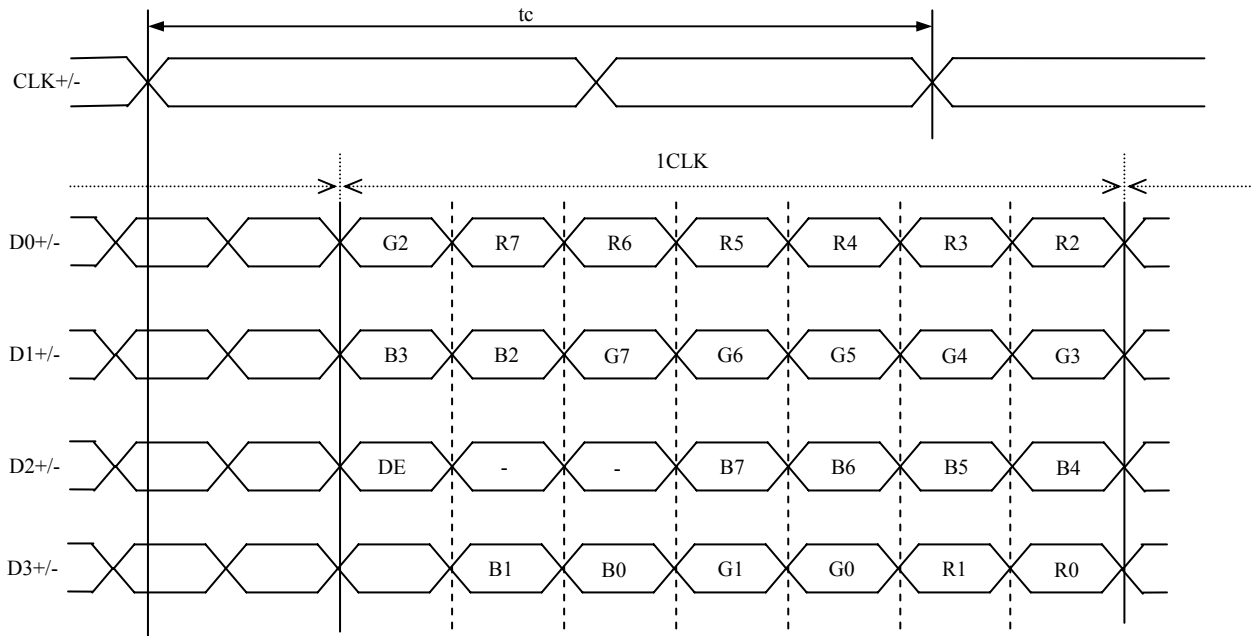 tc
CLK+/-
1CLK
D0+/- G2 R7 R6 R5 R4 R3 R2
D1+/- B3 B2 G7 G6 G5 G4 G3
D2+/- DE - - B7 B6 B5 B4
D3+/- B1 B0 G1 G0 R1 R0